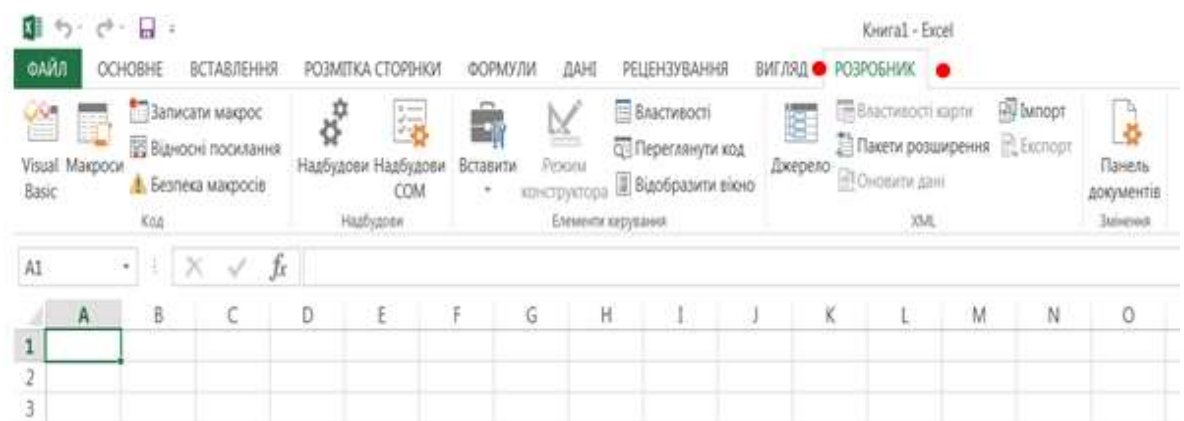 Книга1 - Excel
ФАЙЛ ОСНОВНЕ ВСТАВЛЕННЯ РОЗМІТКА СТОРІНКИ ФОРМУЛИ ДАНІ РЕЦЕНЗУВАННЯ ВИГЛЯД РОЗРОБНИК
Visual Basic
Макроси
Записати макрос
Відносні посилання
Безпека макросів
Код
Надбудови
Надбудови COM
Надбудови
Вставити
Режим конструктора
Властивості
Переглянути код
Відобразити вікно
Елементи керування
Джерело
Властивості карти
Пакети розширення
Оновити дані
Імпорт
Експорт
XML
Панель документів
Змінення
A1 fx
A B C D E F G H I J K L M N O
1
2
3